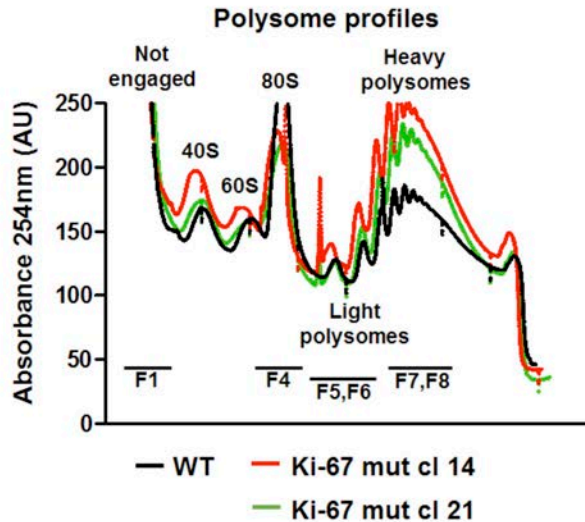 Polysome profiles
Not
engaged
80S
Heavy
polysomes
40S
60S
Absorbance 254nm (AU)
250
200
150
100
50
0
Light
polysomes
F1
F4
F5,F6
F7,F8
WT
Ki-67 mut cl 14
Ki-67 mut cl 21